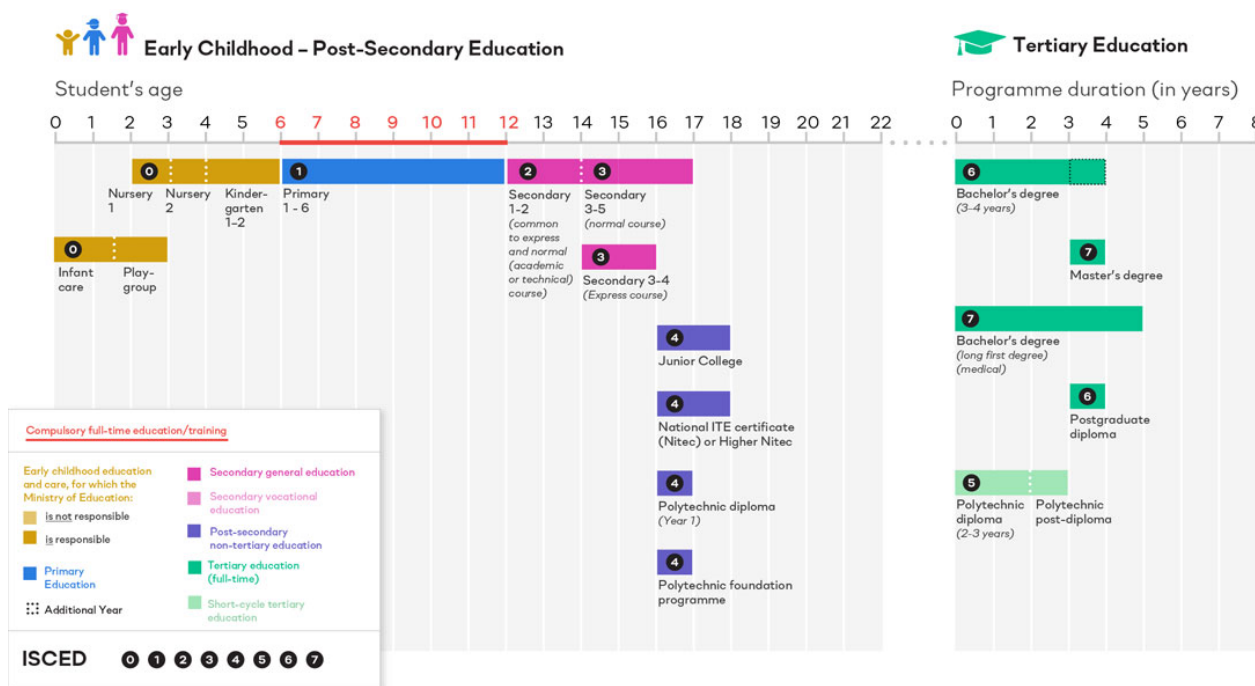 Early Childhood – Post-Secondary Education
Student's age
0 1 2 3 4 5 6 7 8 9 10 11 12 13 14 15 16 17 18 19 20 21 22
0
Nursery
1
Nursery
2
Kinder-
garten
1–2
1
Primary
1 - 6
2
Secondary
1-2
(common
to express
and normal
(academic
or technical)
course)
3
Secondary
3-5
(normal course)
0
Infant
care
Play-
group
3
Secondary 3-4
(Express course)
4
Junior College
4
National ITE certificate
(Nitec) or Higher Nitec
4
Polytechnic diploma
(Year 1)
4
Polytechnic foundation
programme
Tertiary Education
Programme duration (in years)
0 1 2 3 4 5 6 7 8
6
Bachelor's degree
(3-4 years)
7
Master's degree
7
Bachelor's degree
(long first degree)
(medical)
6
Postgraduate
diploma
5
Polytechnic
diploma
(2-3 years)
Polytechnic
post-diploma
Compulsory full-time education/training
Early childhood education
and care, for which the
Ministry of Education:
is not responsible
is responsible
Primary
Education
Additional Year
Secondary general education
Secondary vocational
education
Post-secondary
non-tertiary education
Tertiary education
(full-time)
Short-cycle tertiary
education
ISCED 0 1 2 3 4 5 6 7